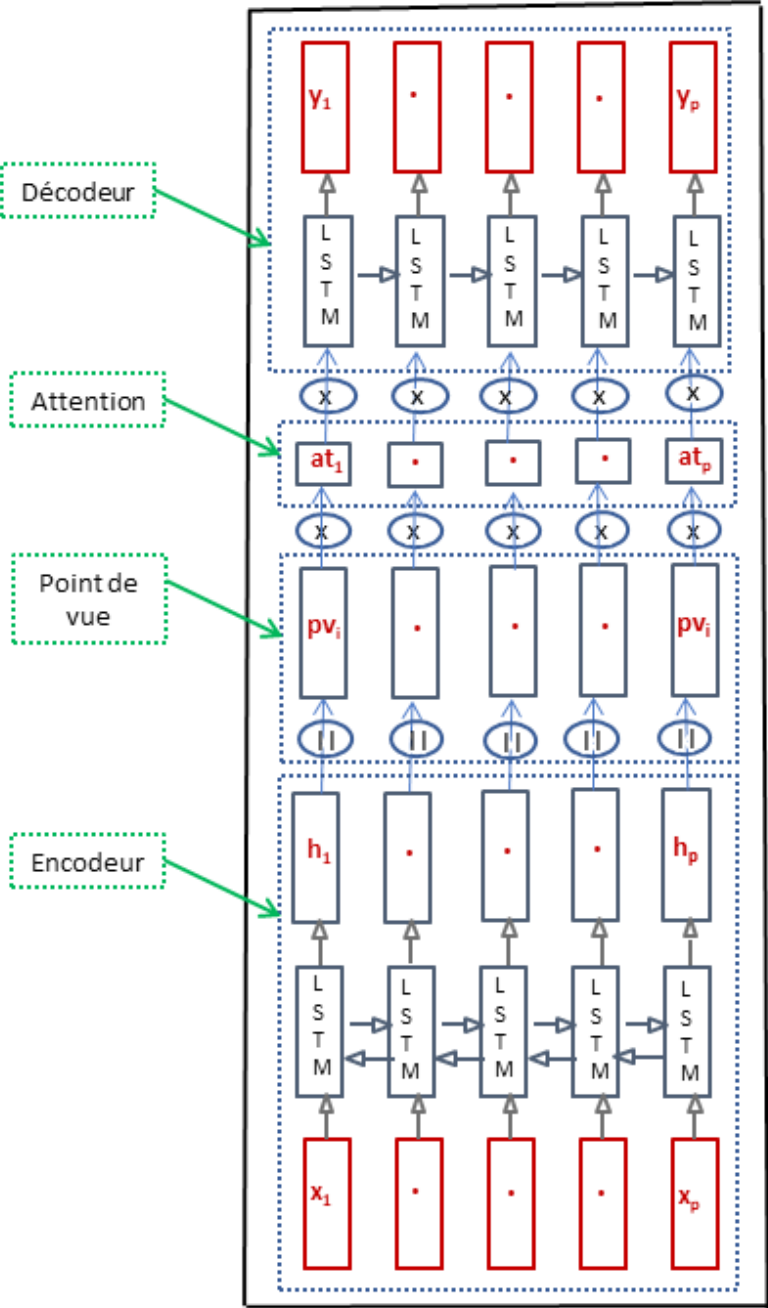 y₁ . . . yₚ
Décodeur
LSTM LSTM LSTM LSTM LSTM
Attention
x x x x x
at₁ . . . atₚ
x x x x x
Point de
vue
pvᵢ . . . pvᵢ
|| || || || ||
Encodeur
h₁ . . . hₚ
LSTM LSTM LSTM LSTM LSTM
x₁ . . . xₚ